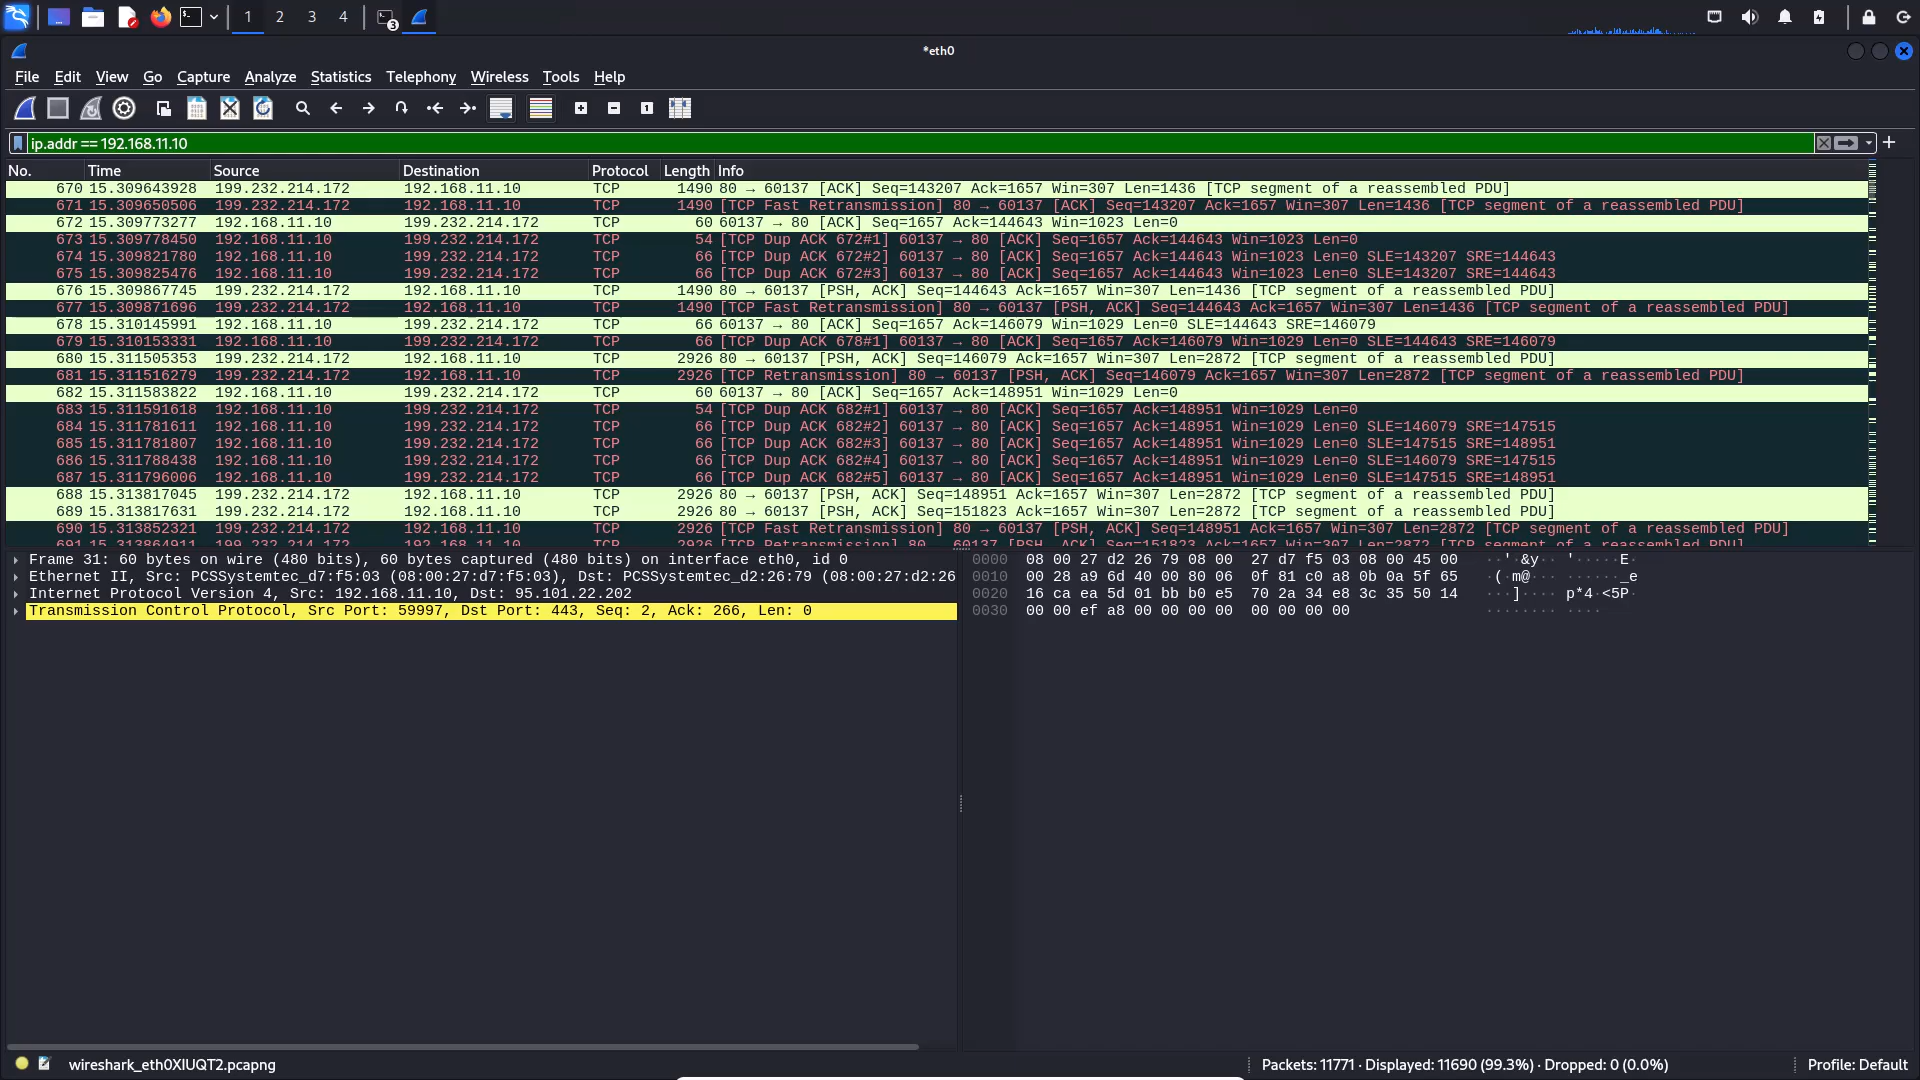 1 2 3 4 3
*eth0
File Edit View Go Capture Analyze Statistics Telephony Wireless Tools Help
ip.addr == 192.168.11.10
No. Time Source Destination Protocol Length Info
670 15.309643928 199.232.214.172 192.168.11.10 TCP 1490 80 → 60137 [ACK] Seq=143207 Ack=1657 Win=307 Len=1436 [TCP segment of a reassembled PDU]
671 15.309650506 199.232.214.172 192.168.11.10 TCP 1490 [TCP Fast Retransmission] 80 → 60137 [ACK] Seq=143207 Ack=1657 Win=307 Len=1436 [TCP segment of a reassembled PDU]
672 15.309773277 192.168.11.10 199.232.214.172 TCP 60 60137 → 80 [ACK] Seq=1657 Ack=144643 Win=1023 Len=0
673 15.309778450 192.168.11.10 199.232.214.172 TCP 54 [TCP Dup ACK 672#1] 60137 → 80 [ACK] Seq=1657 Ack=144643 Win=1023 Len=0
674 15.309821780 192.168.11.10 199.232.214.172 TCP 66 [TCP Dup ACK 672#2] 60137 → 80 [ACK] Seq=1657 Ack=144643 Win=1023 Len=0 SLE=143207 SRE=144643
675 15.309825476 192.168.11.10 199.232.214.172 TCP 66 [TCP Dup ACK 672#3] 60137 → 80 [ACK] Seq=1657 Ack=144643 Win=1023 Len=0 SLE=143207 SRE=144643
676 15.309867745 199.232.214.172 192.168.11.10 TCP 1490 80 → 60137 [PSH, ACK] Seq=144643 Ack=1657 Win=307 Len=1436 [TCP segment of a reassembled PDU]
677 15.309871696 199.232.214.172 192.168.11.10 TCP 1490 [TCP Fast Retransmission] 80 → 60137 [PSH, ACK] Seq=144643 Ack=1657 Win=307 Len=1436 [TCP segment of a reassembled PDU]
678 15.310145991 192.168.11.10 199.232.214.172 TCP 66 60137 → 80 [ACK] Seq=1657 Ack=146079 Win=1029 Len=0 SLE=144643 SRE=146079
679 15.310153331 192.168.11.10 199.232.214.172 TCP 66 [TCP Dup ACK 678#1] 60137 → 80 [ACK] Seq=1657 Ack=146079 Win=1029 Len=0 SLE=144643 SRE=146079
680 15.311505353 199.232.214.172 192.168.11.10 TCP 2926 80 → 60137 [PSH, ACK] Seq=146079 Ack=1657 Win=307 Len=2872 [TCP segment of a reassembled PDU]
681 15.311516279 199.232.214.172 192.168.11.10 TCP 2926 [TCP Retransmission] 80 → 60137 [PSH, ACK] Seq=146079 Ack=1657 Win=307 Len=2872 [TCP segment of a reassembled PDU]
682 15.311583822 192.168.11.10 199.232.214.172 TCP 60 60137 → 80 [ACK] Seq=1657 Ack=148951 Win=1029 Len=0
683 15.311591618 192.168.11.10 199.232.214.172 TCP 54 [TCP Dup ACK 682#1] 60137 → 80 [ACK] Seq=1657 Ack=148951 Win=1029 Len=0
684 15.311781611 192.168.11.10 199.232.214.172 TCP 66 [TCP Dup ACK 682#2] 60137 → 80 [ACK] Seq=1657 Ack=148951 Win=1029 Len=0 SLE=146079 SRE=147515
685 15.311781807 192.168.11.10 199.232.214.172 TCP 66 [TCP Dup ACK 682#3] 60137 → 80 [ACK] Seq=1657 Ack=148951 Win=1029 Len=0 SLE=147515 SRE=148951
686 15.311788438 192.168.11.10 199.232.214.172 TCP 66 [TCP Dup ACK 682#4] 60137 → 80 [ACK] Seq=1657 Ack=148951 Win=1029 Len=0 SLE=146079 SRE=147515
687 15.311796006 192.168.11.10 199.232.214.172 TCP 66 [TCP Dup ACK 682#5] 60137 → 80 [ACK] Seq=1657 Ack=148951 Win=1029 Len=0 SLE=147515 SRE=148951
688 15.313817045 199.232.214.172 192.168.11.10 TCP 2926 80 → 60137 [PSH, ACK] Seq=148951 Ack=1657 Win=307 Len=2872 [TCP segment of a reassembled PDU]
689 15.313817631 199.232.214.172 192.168.11.10 TCP 2926 80 → 60137 [PSH, ACK] Seq=151823 Ack=1657 Win=307 Len=2872 [TCP segment of a reassembled PDU]
690 15.313852321 199.232.214.172 192.168.11.10 TCP 2926 [TCP Fast Retransmission] 80 → 60137 [PSH, ACK] Seq=148951 Ack=1657 Win=307 Len=2872 [TCP segment of a reassembled PDU]
691 15.313864911 199.232.214.172 192.168.11.10 TCP 2926 [TCP Retransmission] 80 → 60137 [PSH, ACK] Seq=151823 Ack=1657 Win=307 Len=2872 [TCP segment of a reassembled PDU]
Frame 31: 60 bytes on wire (480 bits), 60 bytes captured (480 bits) on interface eth0, id 0
Ethernet II, Src: PCSSystemtec_d7:f5:03 (08:00:27:d7:f5:03), Dst: PCSSystemtec_d2:26:79 (08:00:27:d2:26
Internet Protocol Version 4, Src: 192.168.11.10, Dst: 95.101.22.202
Transmission Control Protocol, Src Port: 59997, Dst Port: 443, Seq: 2, Ack: 266, Len: 0
0000 08 00 27 d2 26 79 08 00 27 d7 f5 03 08 00 45 00 ··'·&y·· '·····E·
0010 00 28 a9 6d 40 00 80 06 0f 81 c0 a8 0b 0a 5f 65 ·(·m@··· ······_e
0020 16 ca ea 5d 01 bb b0 e5 70 2a 34 e8 3c 35 50 14 ···]···· p*4·<5P·
0030 00 00 ef a8 00 00 00 00 00 00 00 00 ········ ····
wireshark_eth0XIUQT2.pcapng
Packets: 11771 · Displayed: 11690 (99.3%) · Dropped: 0 (0.0%)
Profile: Default